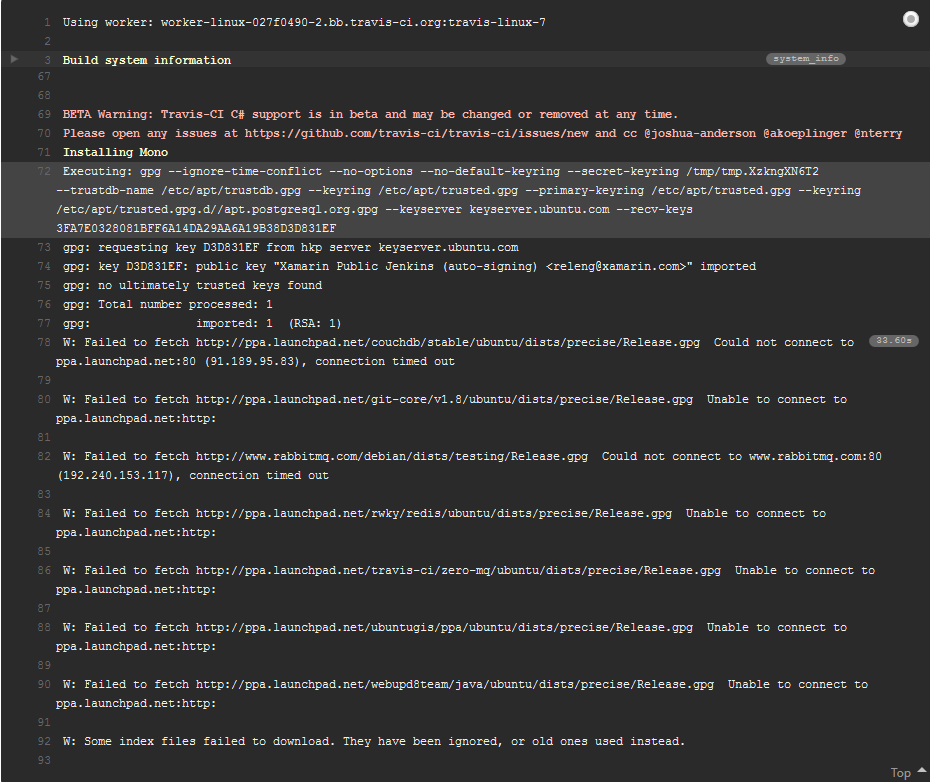 1 Using worker: worker-linux-027f0490-2.bb.travis-ci.org:travis-linux-7
2
3 Build system information system_info
67
68
69 BETA Warning: Travis-CI C# support is in beta and may be changed or removed at any time.
70 Please open any issues at https://github.com/travis-ci/travis-ci/issues/new and cc @joshua-anderson @akoeplinger @nterry
71 Installing Mono
72 Executing: gpg --ignore-time-conflict --no-options --no-default-keyring --secret-keyring /tmp/tmp.XzkngXN6T2
--trustdb-name /etc/apt/trustdb.gpg --keyring /etc/apt/trusted.gpg --primary-keyring /etc/apt/trusted.gpg --keyring
/etc/apt/trusted.gpg.d//apt.postgresql.org.gpg --keyserver keyserver.ubuntu.com --recv-keys
3FA7E0328081BFF6A14DA29AA6A19B38D3D831EF
73 gpg: requesting key D3D831EF from hkp server keyserver.ubuntu.com
74 gpg: key D3D831EF: public key "Xamarin Public Jenkins (auto-signing) <releng@xamarin.com>" imported
75 gpg: no ultimately trusted keys found
76 gpg: Total number processed: 1
77 gpg:               imported: 1  (RSA: 1)
78 W: Failed to fetch http://ppa.launchpad.net/couchdb/stable/ubuntu/dists/precise/Release.gpg  Could not connect to 33.60s
ppa.launchpad.net:80 (91.189.95.83), connection timed out
79
80 W: Failed to fetch http://ppa.launchpad.net/git-core/v1.8/ubuntu/dists/precise/Release.gpg  Unable to connect to
ppa.launchpad.net:http:
81
82 W: Failed to fetch http://www.rabbitmq.com/debian/dists/testing/Release.gpg  Could not connect to www.rabbitmq.com:80
(192.240.153.117), connection timed out
83
84 W: Failed to fetch http://ppa.launchpad.net/rwky/redis/ubuntu/dists/precise/Release.gpg  Unable to connect to
ppa.launchpad.net:http:
85
86 W: Failed to fetch http://ppa.launchpad.net/travis-ci/zero-mq/ubuntu/dists/precise/Release.gpg  Unable to connect to
ppa.launchpad.net:http:
87
88 W: Failed to fetch http://ppa.launchpad.net/ubuntugis/ppa/ubuntu/dists/precise/Release.gpg  Unable to connect to
ppa.launchpad.net:http:
89
90 W: Failed to fetch http://ppa.launchpad.net/webupd8team/java/ubuntu/dists/precise/Release.gpg  Unable to connect to
ppa.launchpad.net:http:
91
92 W: Some index files failed to download. They have been ignored, or old ones used instead.
93
Top